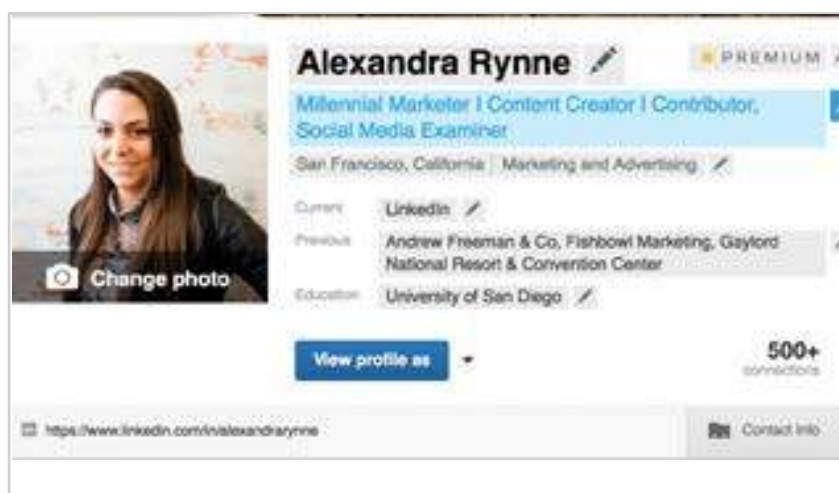 Alexandra Rynne
PREMIUM
Millennial Marketer I Content Creator I Contributor,
Social Media Examiner
San Francisco, California | Marketing and Advertising
Current LinkedIn
Previous Andrew Freeman & Co, Fishbowl Marketing, Gaylord
National Resort & Convention Center
Education University of San Diego
Change photo
View profile as
500+
connections
https://www.linkedin.com/in/alexandrarynne
Contact Info